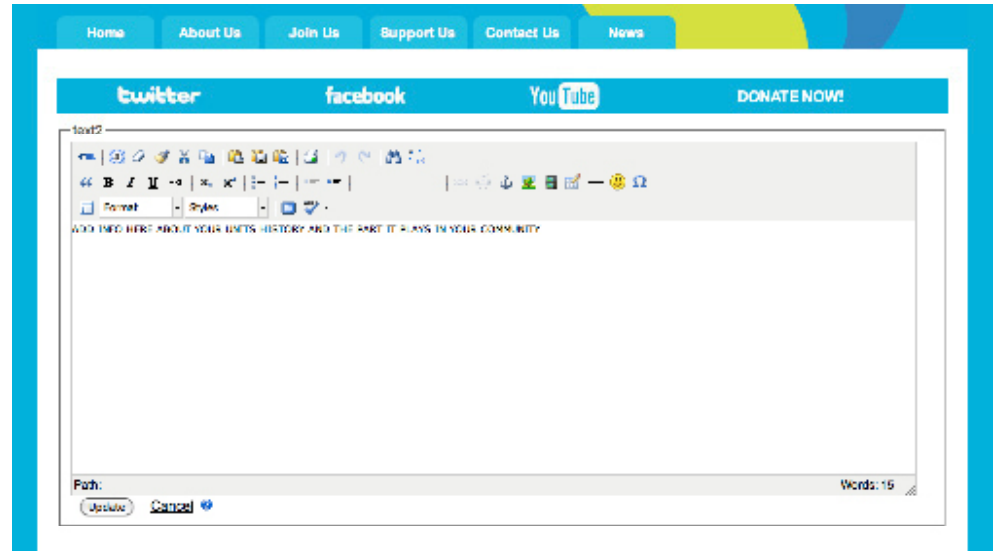 Home About Us Join Us Support Us Contact Us News
twitter facebook YouTube DONATE NOW!
text2
B I U x, x' Ω
Format Styles
ADD INFO HERE ABOUT YOUR UNITS HISTORY AND THE PART IT PLAYS IN YOUR COMMUNITY
Path: Words: 15
Update Cancel